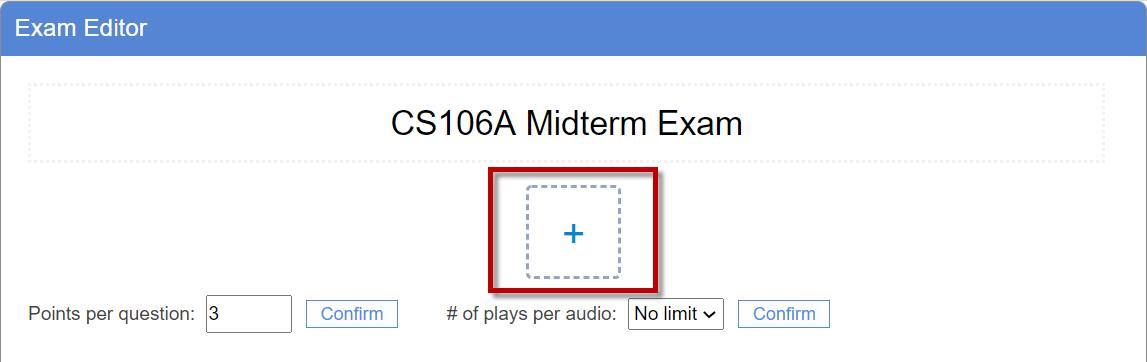 Exam Editor
CS106A Midterm Exam
+
Points per question: 3 Confirm # of plays per audio: No limit Confirm